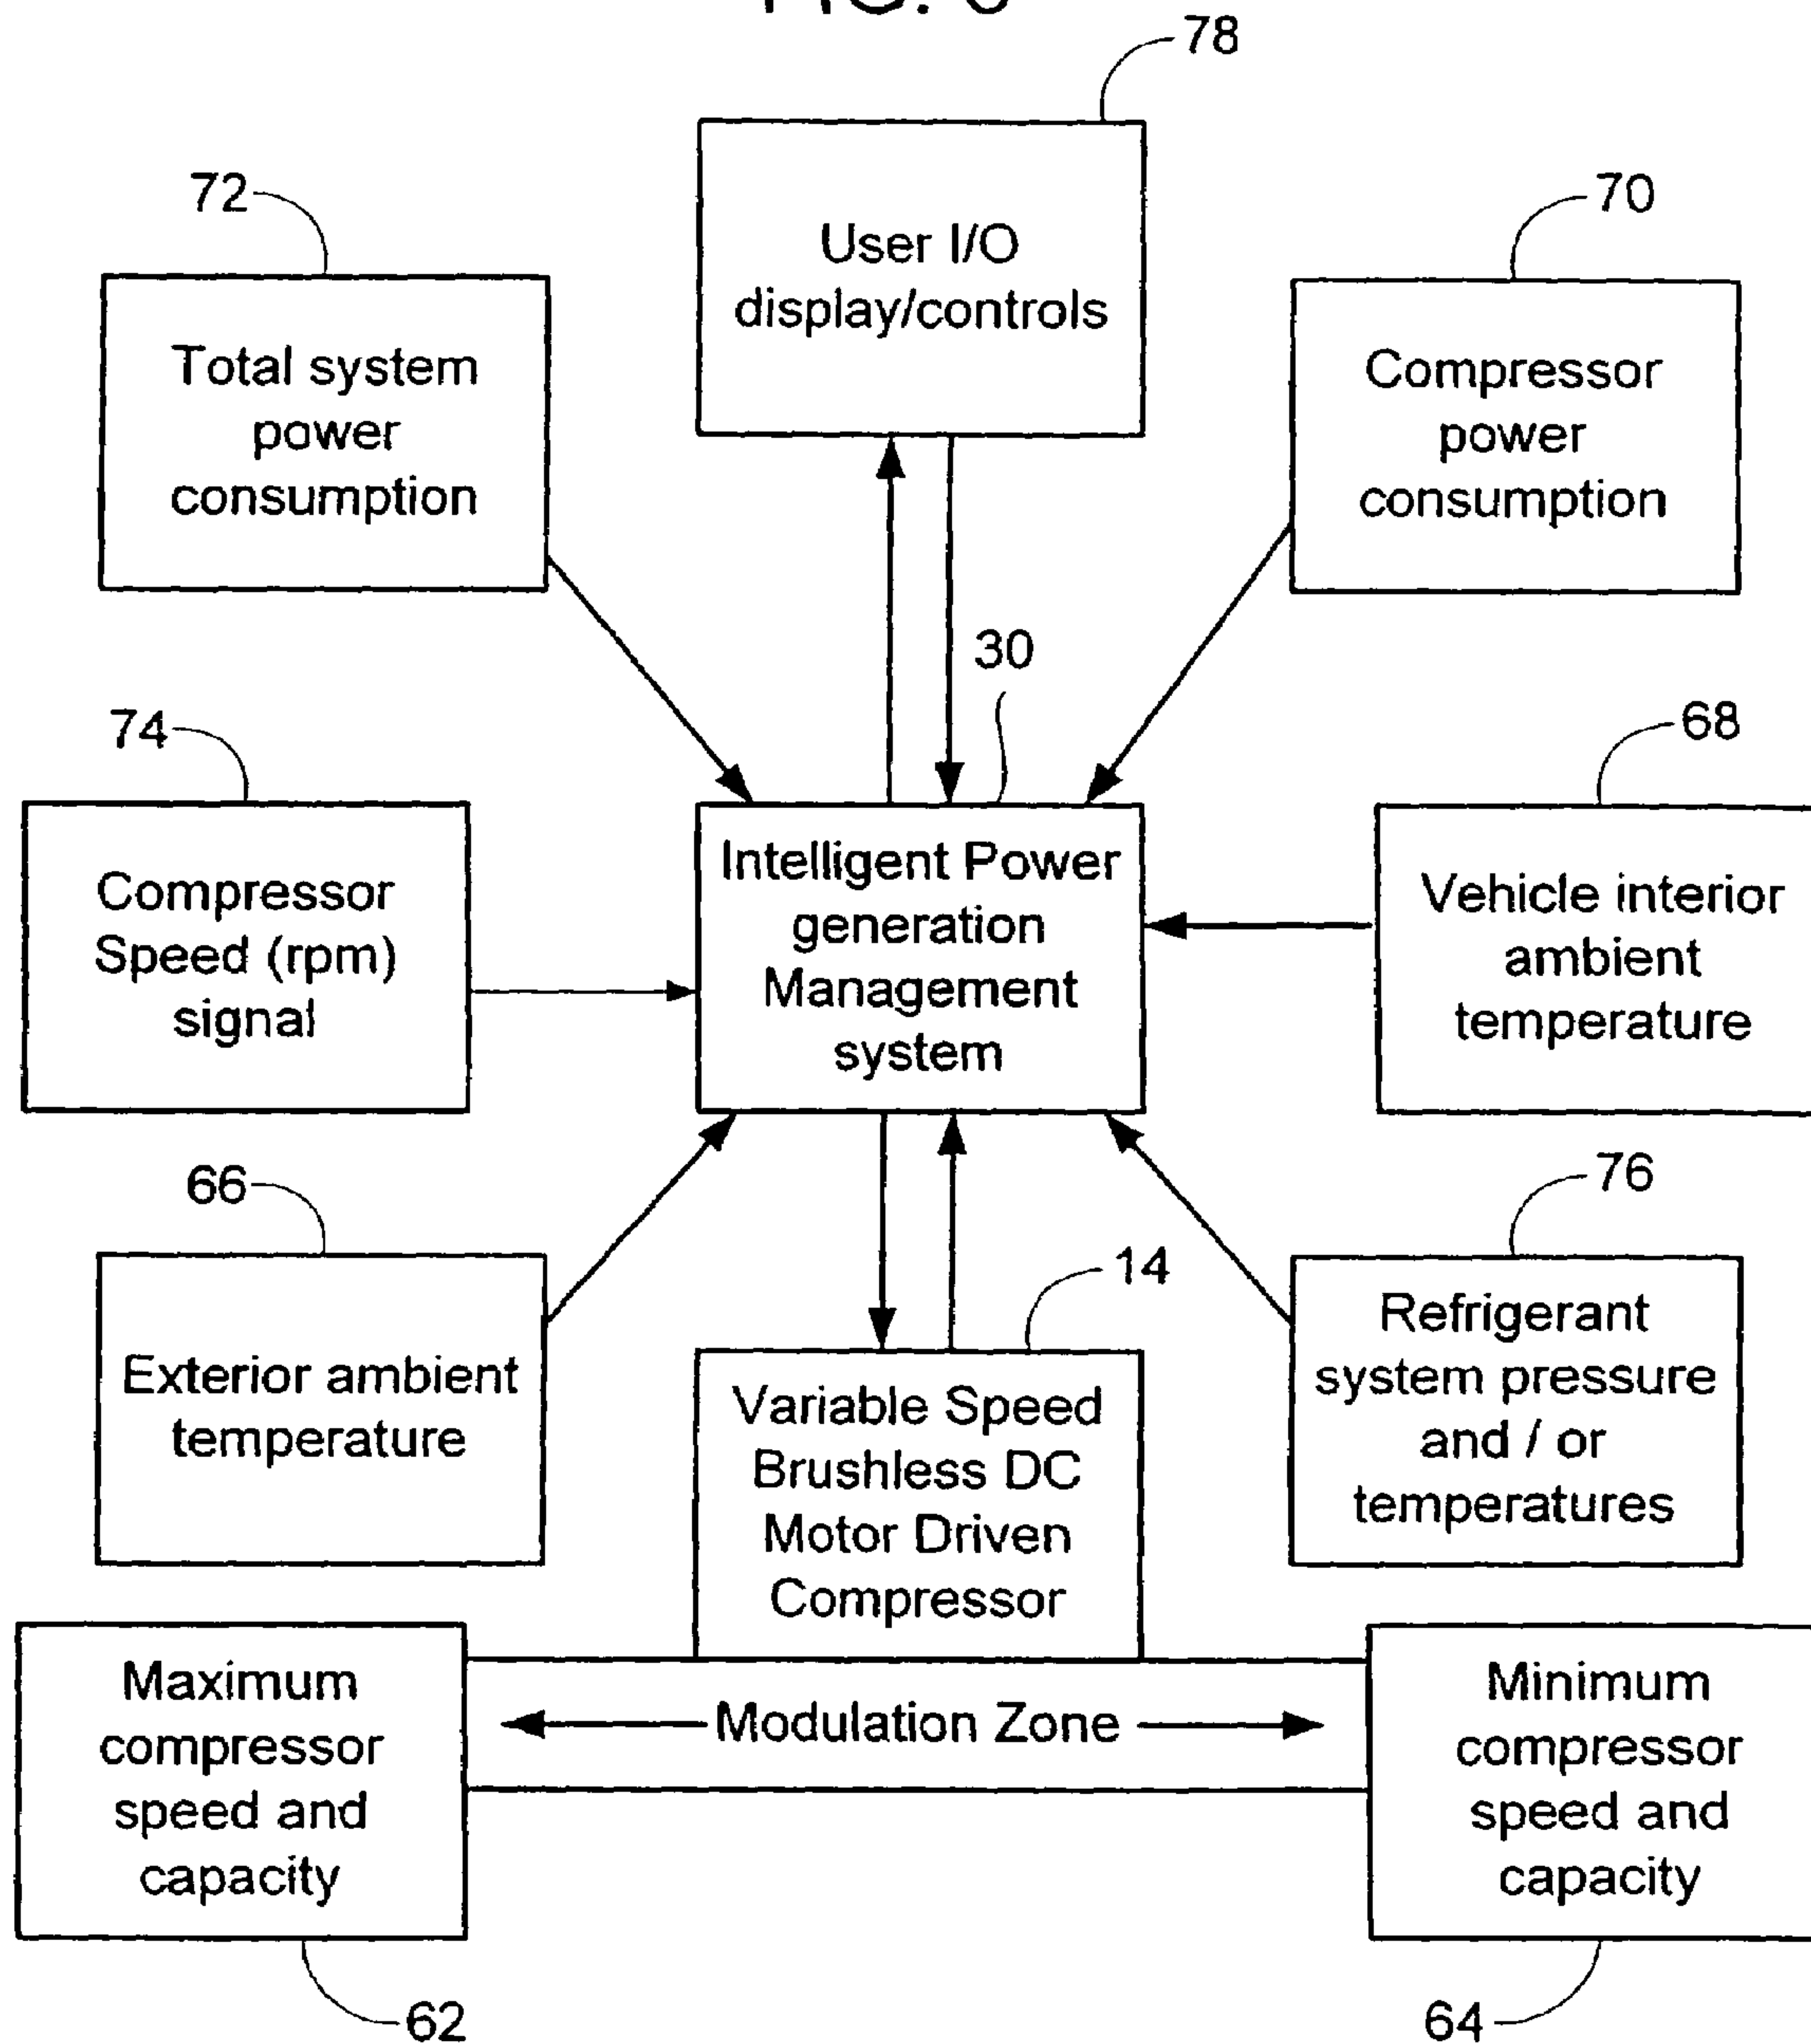 78
72
70
User I/O
display/controls
Total system
power
consumption
Compressor
power
consumption
30
74
68
Intelligent Power
generation
Management
system
Compressor
Speed (rpm)
signal
Vehicle interior
ambient
temperature
66
76
14
Exterior ambient
temperature
Variable Speed
Brushless DC
Motor Driven
Compressor
Refrigerant
system pressure
and / or
temperatures
Maximum
compressor
speed and
capacity
Modulation Zone
Minimum
compressor
speed and
capacity
62
64